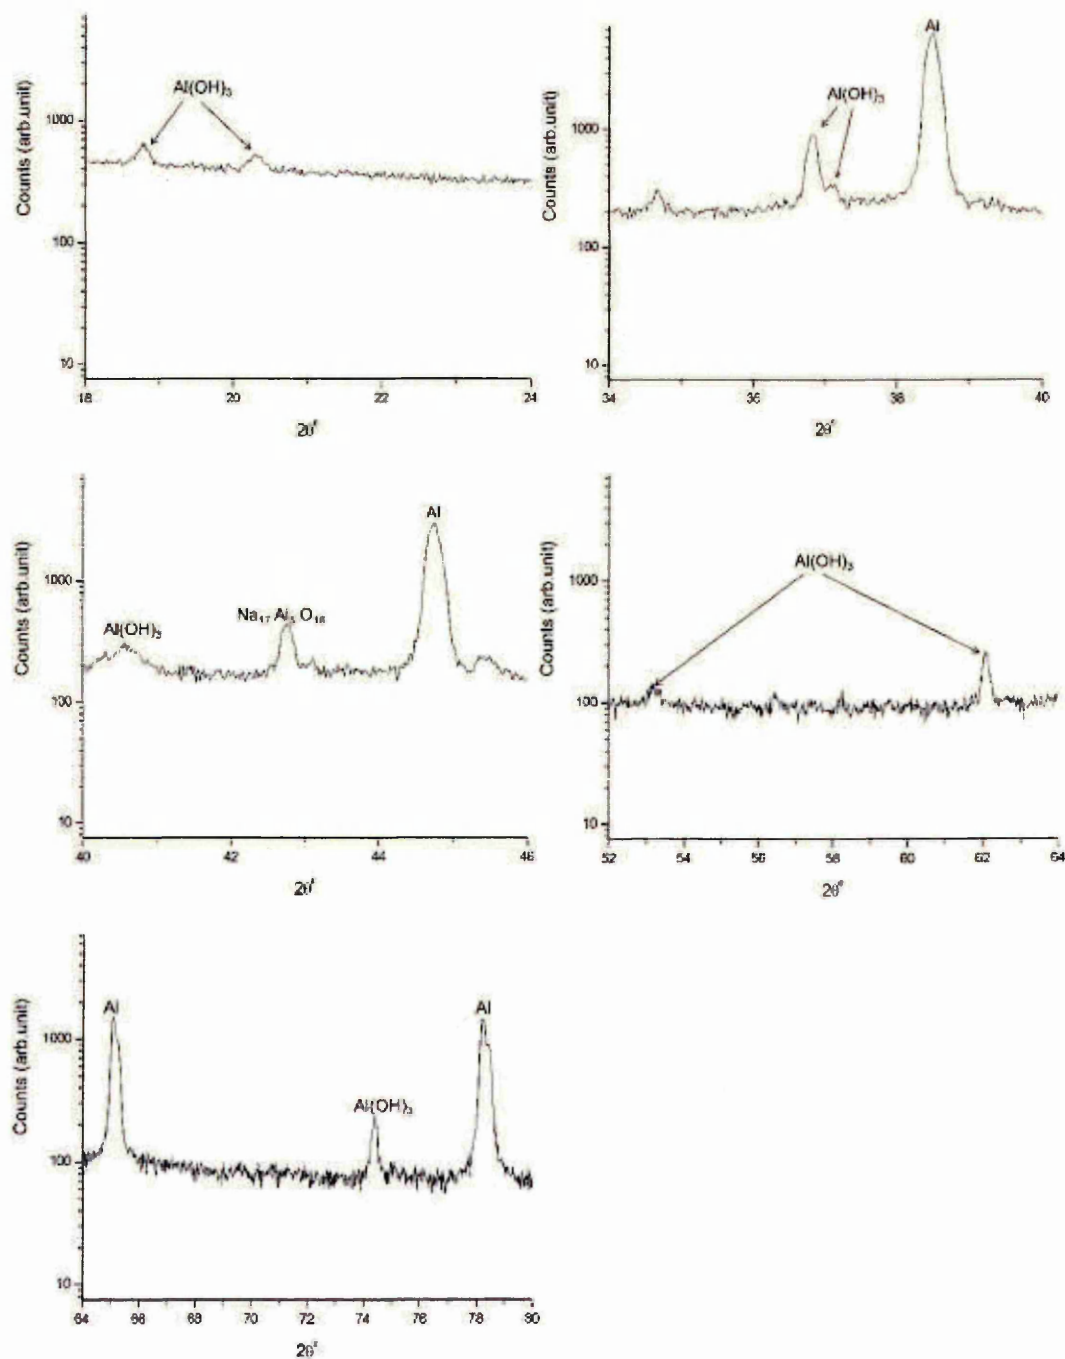 Al(OH)₃
Counts (arb.unit)
1000
100
10
18 20 22 24
2θ°
Al
Al(OH)₃
Counts (arb.unit)
1000
100
10
34 36 38 40
2θ°
Al
Na₁₇ Al₅ O₁₆
Al(OH)₃
Counts (arb.unit)
1000
100
10
40 42 44 46
2θ°
Al(OH)₃
Counts (arb.unit)
1000
100
10
52 54 56 58 60 62 64
2θ°
Al Al
Al(OH)₃
Counts (arb.unit)
1000
100
10
64 66 68 70 72 74 76 78 80
2θ°